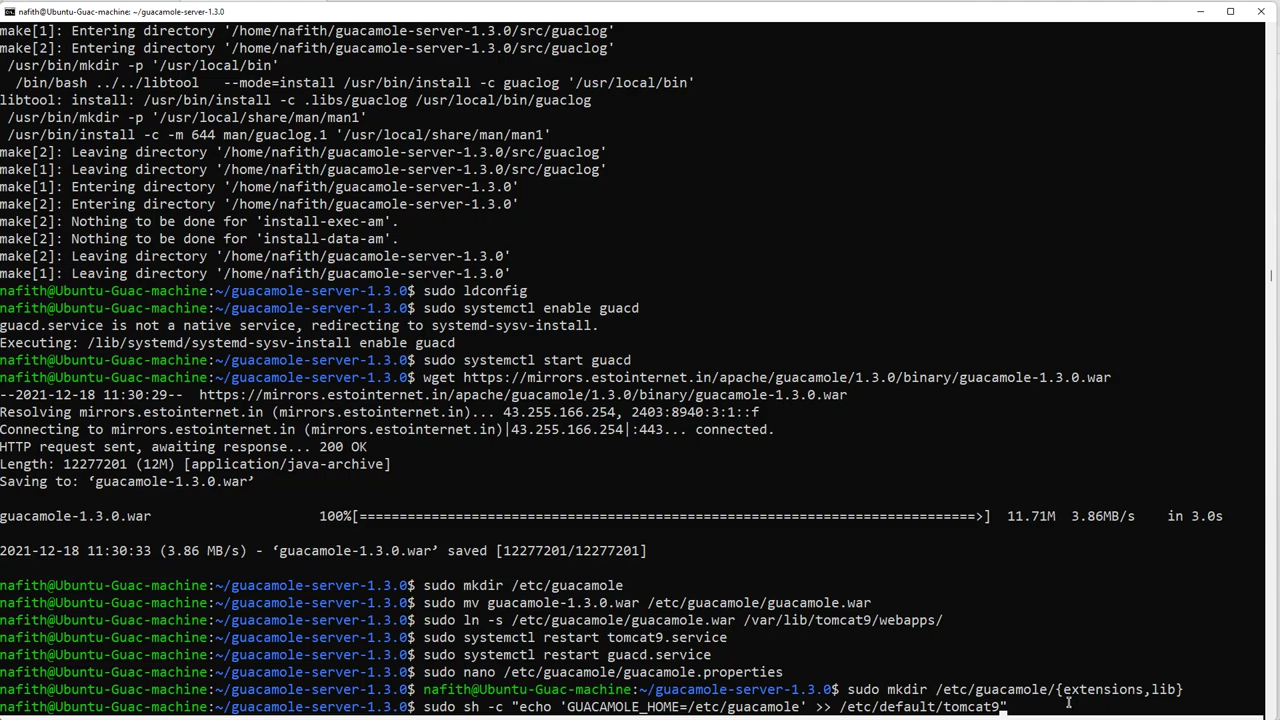 nafith@Ubuntu-Guac-machine: ~/guacamole-server-1.3.0
make[1]: Entering directory '/home/nafith/guacamole-server-1.3.0/src/guaclog'
make[2]: Entering directory '/home/nafith/guacamole-server-1.3.0/src/guaclog'
/usr/bin/mkdir -p '/usr/local/bin'
/bin/bash ../../libtool   --mode=install /usr/bin/install -c guaclog '/usr/local/bin'
libtool: install: /usr/bin/install -c .libs/guaclog /usr/local/bin/guaclog
/usr/bin/mkdir -p '/usr/local/share/man/man1'
/usr/bin/install -c -m 644 man/guaclog.1 '/usr/local/share/man/man1'
make[2]: Leaving directory '/home/nafith/guacamole-server-1.3.0/src/guaclog'
make[1]: Leaving directory '/home/nafith/guacamole-server-1.3.0/src/guaclog'
make[1]: Entering directory '/home/nafith/guacamole-server-1.3.0'
make[2]: Entering directory '/home/nafith/guacamole-server-1.3.0'
make[2]: Nothing to be done for 'install-exec-am'.
make[2]: Nothing to be done for 'install-data-am'.
make[2]: Leaving directory '/home/nafith/guacamole-server-1.3.0'
make[1]: Leaving directory '/home/nafith/guacamole-server-1.3.0'
nafith@Ubuntu-Guac-machine:~/guacamole-server-1.3.0$ sudo ldconfig
nafith@Ubuntu-Guac-machine:~/guacamole-server-1.3.0$ sudo systemctl enable guacd
guacd.service is not a native service, redirecting to systemd-sysv-install.
Executing: /lib/systemd/systemd-sysv-install enable guacd
nafith@Ubuntu-Guac-machine:~/guacamole-server-1.3.0$ sudo systemctl start guacd
nafith@Ubuntu-Guac-machine:~/guacamole-server-1.3.0$ wget https://mirrors.estointernet.in/apache/guacamole/1.3.0/binary/guacamole-1.3.0.war
--2021-12-18 11:30:29--  https://mirrors.estointernet.in/apache/guacamole/1.3.0/binary/guacamole-1.3.0.war
Resolving mirrors.estointernet.in (mirrors.estointernet.in)... 43.255.166.254, 2403:8940:3:1::f
Connecting to mirrors.estointernet.in (mirrors.estointernet.in)|43.255.166.254|:443... connected.
HTTP request sent, awaiting response... 200 OK
Length: 12277201 (12M) [application/java-archive]
Saving to: ‘guacamole-1.3.0.war’
guacamole-1.3.0.war 100%[==============================================================================>] 11.71M 3.86MB/s in 3.0s
2021-12-18 11:30:33 (3.86 MB/s) - ‘guacamole-1.3.0.war’ saved [12277201/12277201]
nafith@Ubuntu-Guac-machine:~/guacamole-server-1.3.0$ sudo mkdir /etc/guacamole
nafith@Ubuntu-Guac-machine:~/guacamole-server-1.3.0$ sudo mv guacamole-1.3.0.war /etc/guacamole/guacamole.war
nafith@Ubuntu-Guac-machine:~/guacamole-server-1.3.0$ sudo ln -s /etc/guacamole/guacamole.war /var/lib/tomcat9/webapps/
nafith@Ubuntu-Guac-machine:~/guacamole-server-1.3.0$ sudo systemctl restart tomcat9.service
nafith@Ubuntu-Guac-machine:~/guacamole-server-1.3.0$ sudo systemctl restart guacd.service
nafith@Ubuntu-Guac-machine:~/guacamole-server-1.3.0$ sudo nano /etc/guacamole/guacamole.properties
nafith@Ubuntu-Guac-machine:~/guacamole-server-1.3.0$ nafith@Ubuntu-Guac-machine:~/guacamole-server-1.3.0$ sudo mkdir /etc/guacamole/{extensions,lib}
nafith@Ubuntu-Guac-machine:~/guacamole-server-1.3.0$ sudo sh -c "echo 'GUACAMOLE_HOME=/etc/guacamole' >> /etc/default/tomcat9"